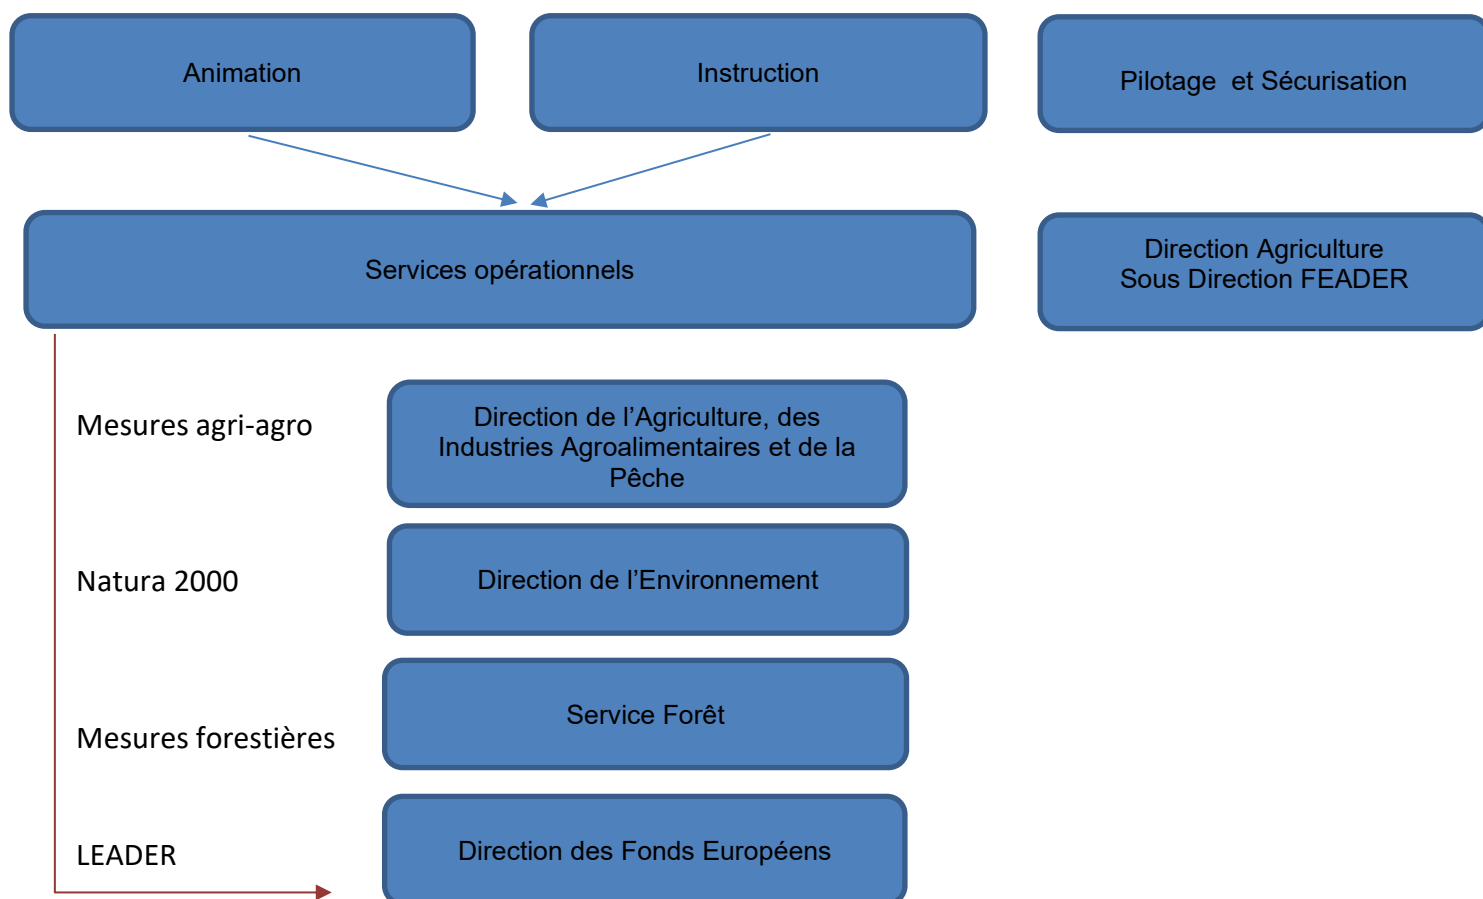 Animation
Instruction
Pilotage et Sécurisation
Services opérationnels
Direction Agriculture
Sous Direction FEADER
Mesures agri-agro
Direction de l’Agriculture, des
Industries Agroalimentaires et de la
Pêche
Natura 2000
Direction de l’Environnement
Mesures forestières
Service Forêt
LEADER
Direction des Fonds Européens